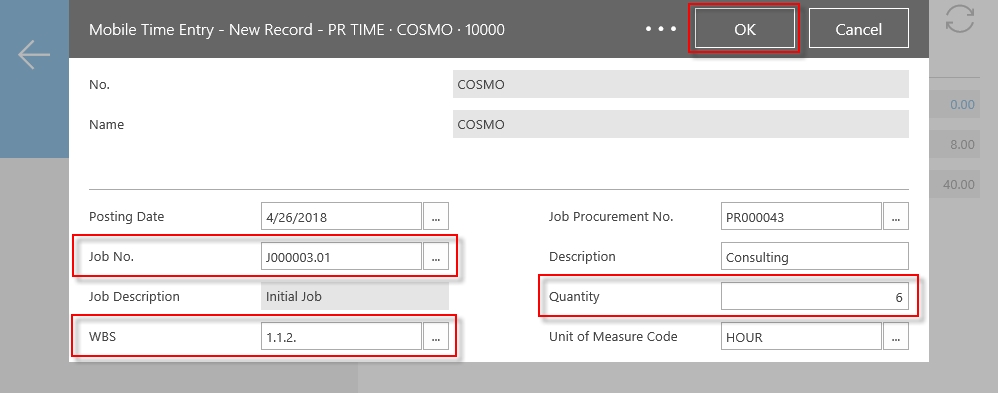 Mobile Time Entry - New Record - PR TIME · COSMO · 10000
••• OK Cancel
No. COSMO
0.00
Name COSMO
8.00
40.00
Posting Date 4/26/2018 ... Job Procurement No. PR000043 ...
Job No. J000003.01 ... Description Consulting
Job Description Initial Job Quantity 6
WBS 1.1.2. ... Unit of Measure Code HOUR ...